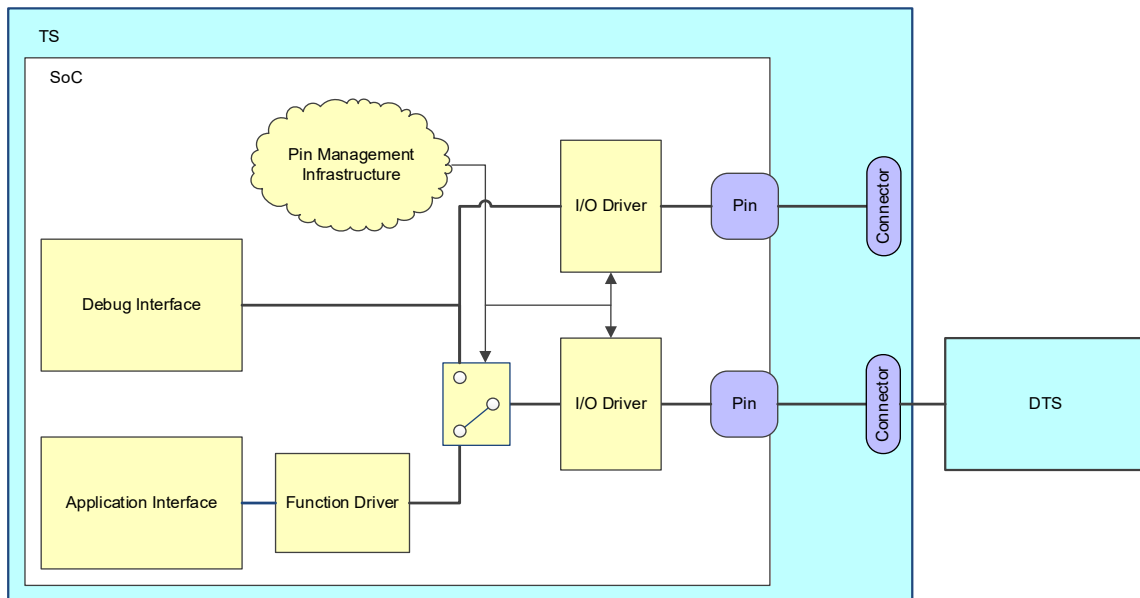 TS
SoC
Pin Management
Infrastructure
I/O Driver
Pin
Connector
Debug Interface
I/O Driver
Pin
Connector
DTS
Application Interface
Function Driver